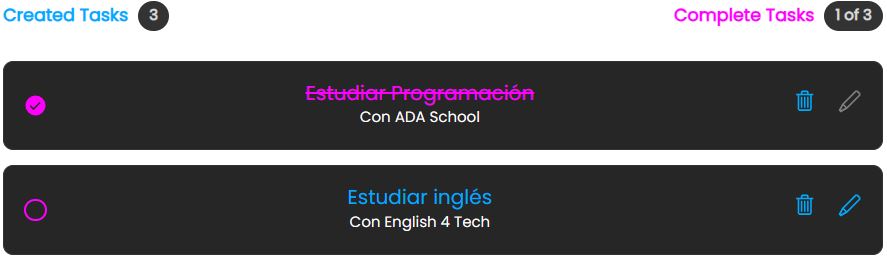 Created Tasks 3
Complete Tasks 1 of 3
Estudiar Programación
Con ADA School
Estudiar inglés
Con English 4 Tech